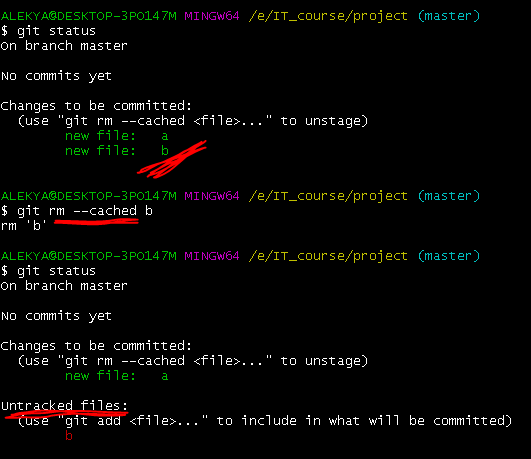 ALEKYA@DESKTOP-3PO147M MINGW64 /e/IT_course/project (master)
$ git status
On branch master
No commits yet
Changes to be committed:
(use "git rm --cached <file>..." to unstage)
new file: a
new file: b
ALEKYA@DESKTOP-3PO147M MINGW64 /e/IT_course/project (master)
$ git rm --cached b
rm 'b'
ALEKYA@DESKTOP-3PO147M MINGW64 /e/IT_course/project (master)
$ git status
On branch master
No commits yet
Changes to be committed:
(use "git rm --cached <file>..." to unstage)
new file: a
Untracked files:
(use "git add <file>..." to include in what will be committed)
b